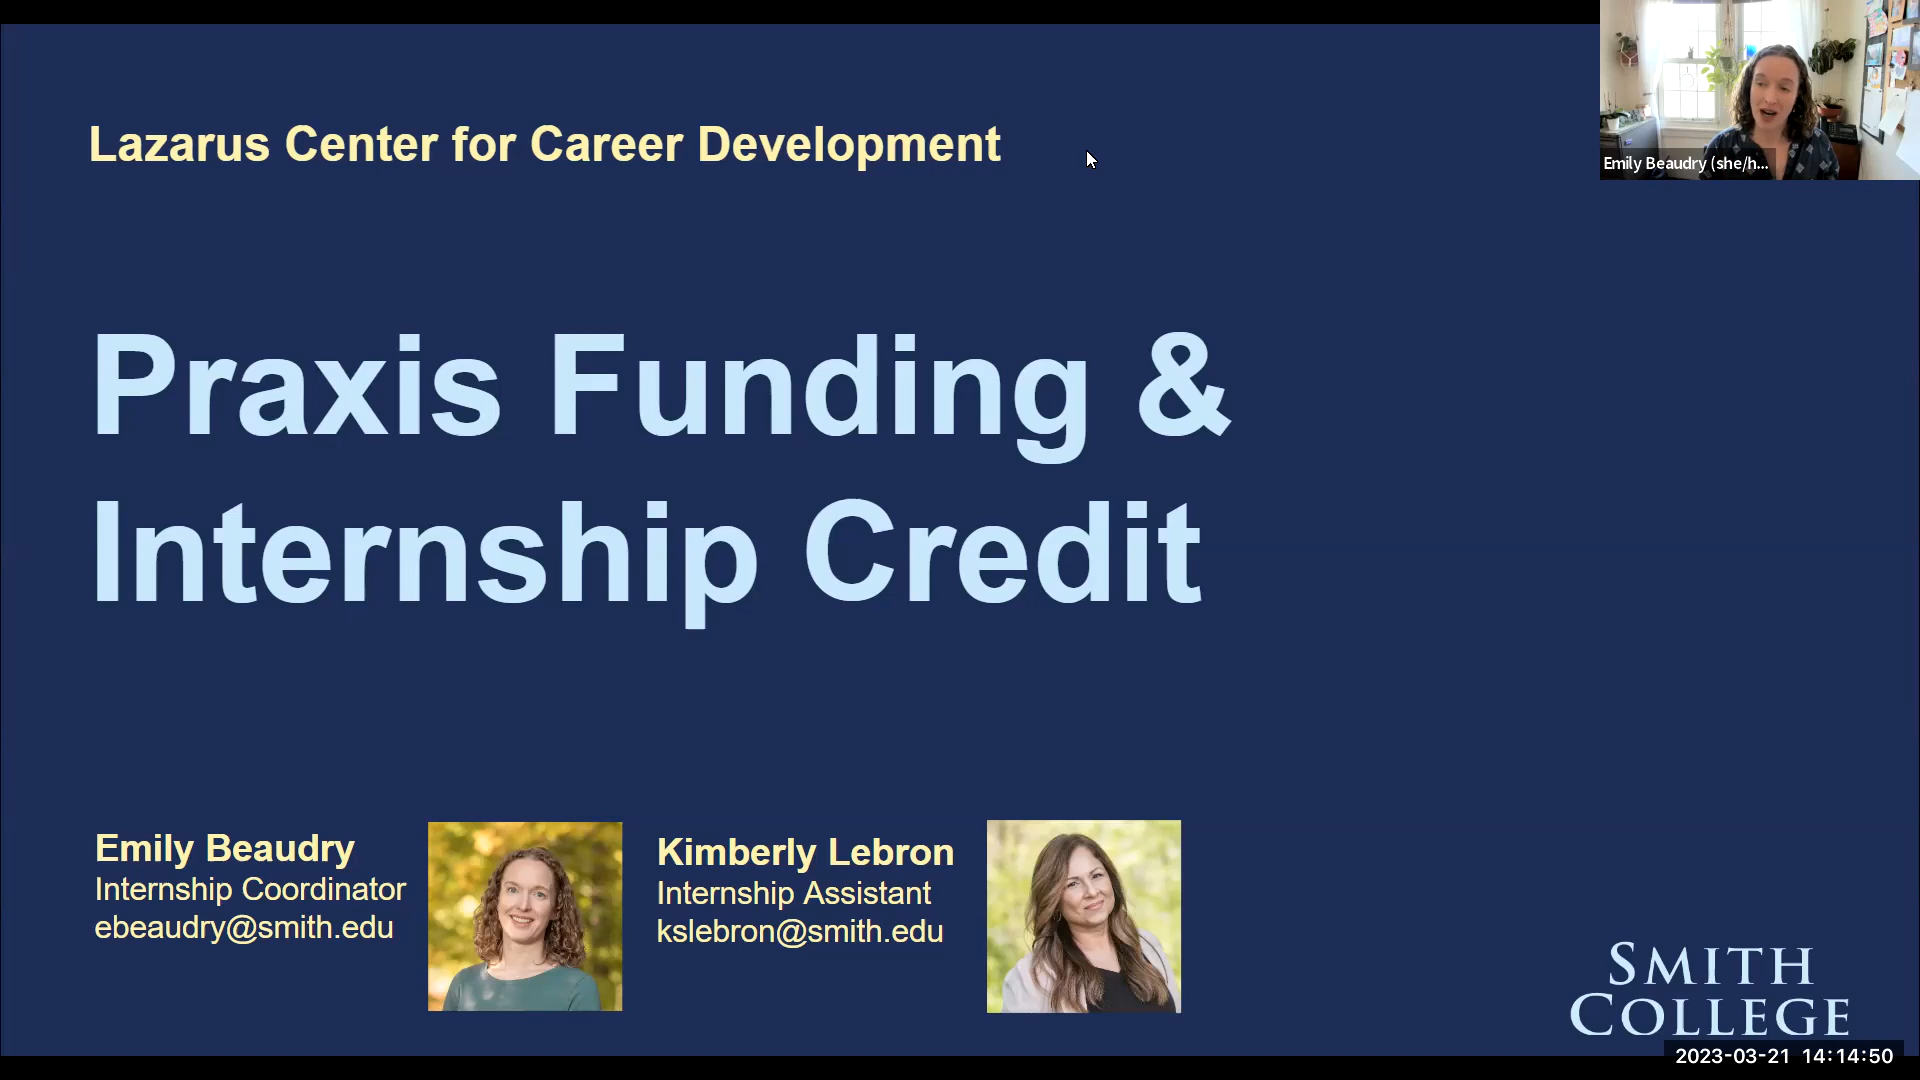 Lazarus Center for Career Development
Emily Beaudry (she/h...
Praxis Funding &
Internship Credit
Emily Beaudry
Internship Coordinator
ebeaudry@smith.edu
Kimberly Lebron
Internship Assistant
kslebron@smith.edu
SMITH
COLLEGE
2023-03-21 14:14:50